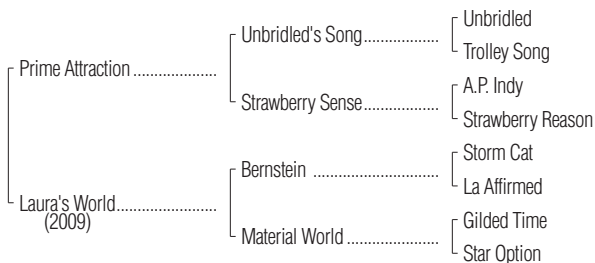 Unbridled
Unbridled's Song
Trolley Song
Prime Attraction
A.P. Indy
Strawberry Sense
Strawberry Reason
Storm Cat
Bernstein
La Affirmed
Laura's World
(2009)
Gilded Time
Material World
Star Option